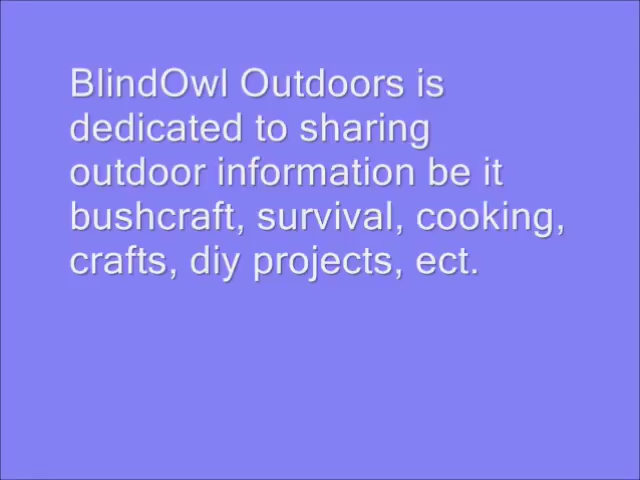 BlindOwl Outdoors is
dedicated to sharing
outdoor information be it
bushcraft, survival, cooking,
crafts, diy projects, ect.